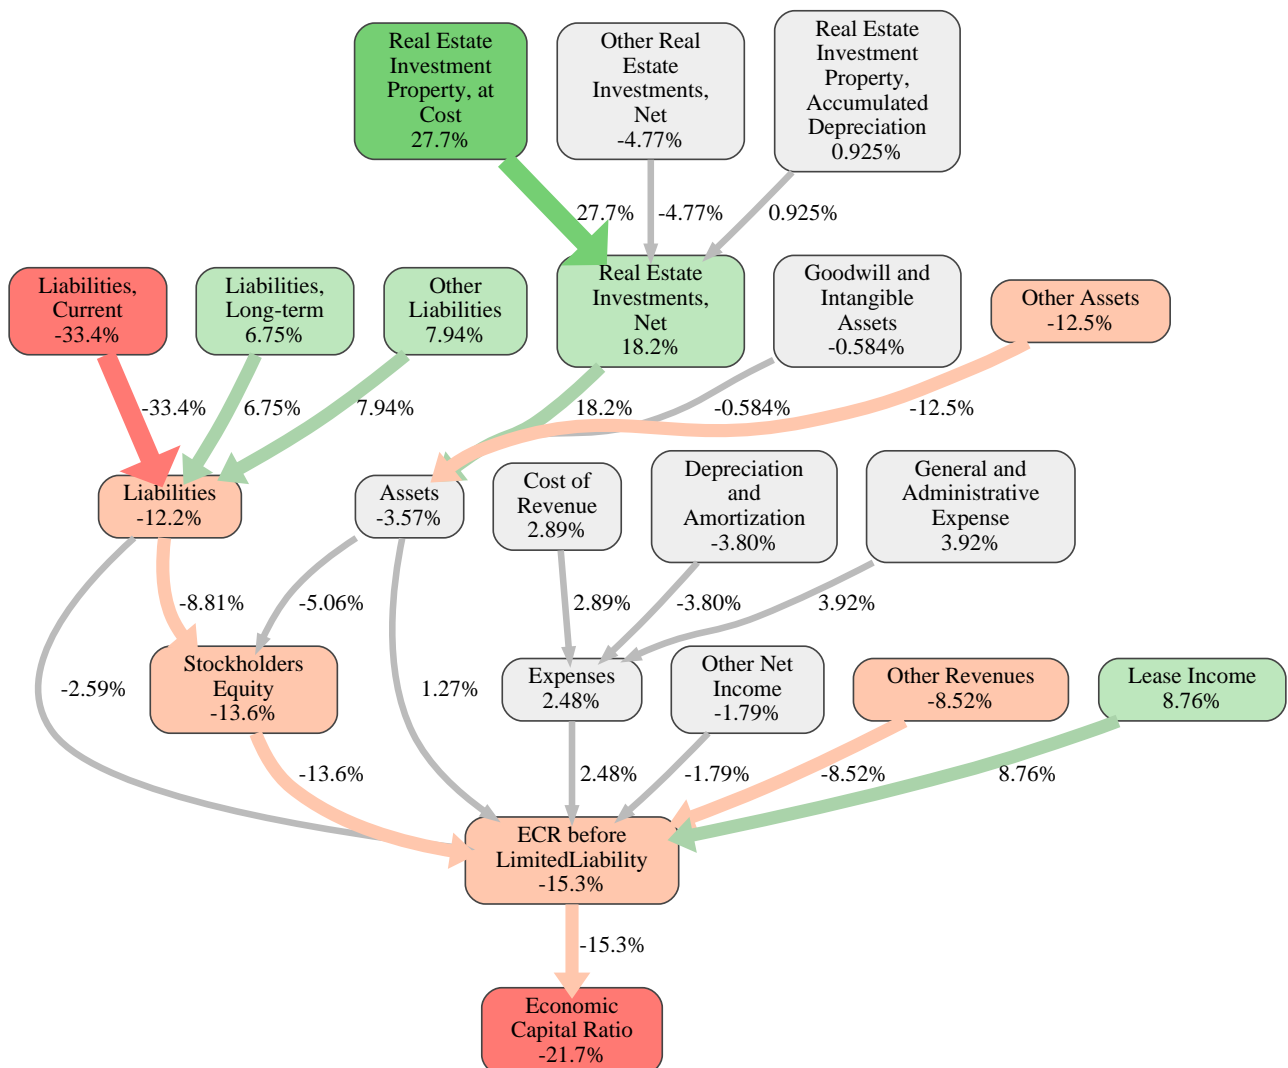 Real Estate
Investment
Property, at
Cost
27.7%
Other Real
Estate
Investments,
Net
-4.77%
Real Estate
Investment
Property,
Accumulated
Depreciation
0.925%
27.7%
-4.77%
0.925%
Liabilities,
Current
-33.4%
Liabilities,
Long-term
6.75%
Other
Liabilities
7.94%
Real Estate
Investments,
Net
18.2%
Goodwill and
Intangible
Assets
-0.584%
Other Assets
-12.5%
-33.4%
6.75%
7.94%
18.2%
-0.584%
-12.5%
Liabilities
-12.2%
Assets
-3.57%
Cost of
Revenue
2.89%
Depreciation
and
Amortization
-3.80%
General and
Administrative
Expense
3.92%
-8.81%
-5.06%
2.89%
-3.80%
3.92%
Stockholders
Equity
-13.6%
Expenses
2.48%
Other Net
Income
-1.79%
Other Revenues
-8.52%
Lease Income
8.76%
-2.59%
1.27%
-13.6%
2.48%
-1.79%
-8.52%
8.76%
ECR before
LimitedLiability
-15.3%
-15.3%
Economic
Capital Ratio
-21.7%